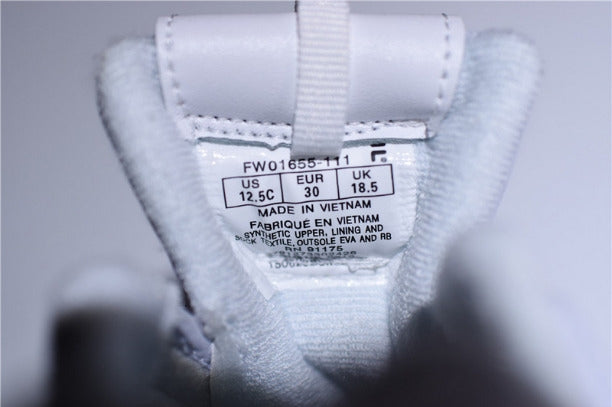 FW01655-111
US EUR UK
12.5C 30 18.5
MADE IN VIETNAM
FABRIQUÉ EN VIETNAM
SYNTHETIC UPPER, LINING AND
SOCK TEXTILE, OUTSOLE EVA AND RB
RN 91175